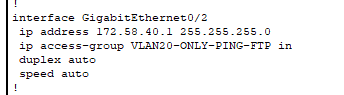 !
interface GigabitEthernet0/2
 ip address 172.58.40.1 255.255.255.0
 ip access-group VLAN20-ONLY-PING-FTP in
 duplex auto
 speed auto
!